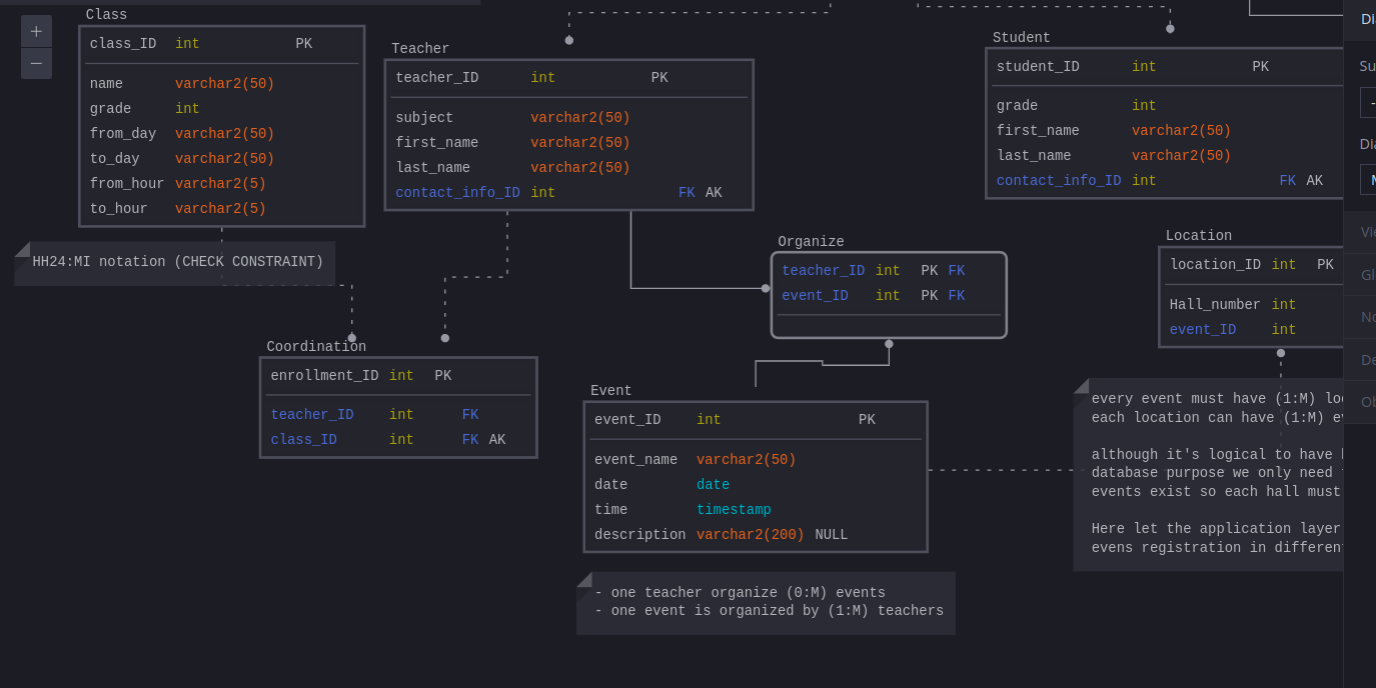 Class
class_ID int PK
name varchar2(50)
grade int
from_day varchar2(50)
to_day varchar2(50)
from_hour varchar2(5)
to_hour varchar2(5)
HH24:MI notation (CHECK CONSTRAINT)
Teacher
teacher_ID int PK
subject varchar2(50)
first_name varchar2(50)
last_name varchar2(50)
contact_info_ID int FK AK
Student
student_ID int PK
grade int
first_name varchar2(50)
last_name varchar2(50)
contact_info_ID int FK AK
Organize
teacher_ID int PK FK
event_ID int PK FK
Location
location_ID int PK
Hall_number int
event_ID int
Coordination
enrollment_ID int PK
teacher_ID int FK
class_ID int FK AK
Event
event_ID int PK
event_name varchar2(50)
date date
time timestamp
description varchar2(200) NULL
- one teacher organize (0:M) events
- one event is organized by (1:M) teachers
every event must have (1:M)
each location can have (1:M)
although it's logical to have
database purpose we only need
events exist so each hall must
Here let the application layer
evens registration in